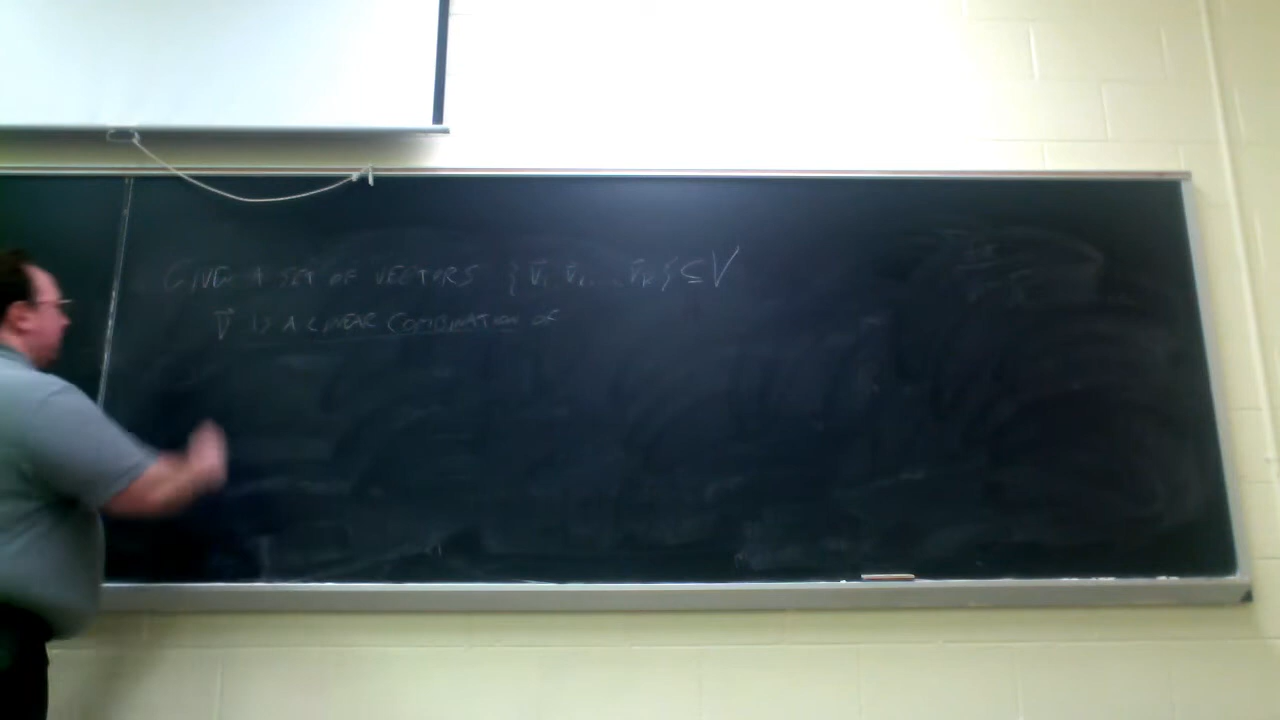 GIVEN A SET OF VECTORS {v⃗₁, v⃗₂, ..., v⃗ₖ} ⊆ V
v⃗ IS A LINEAR COMBINATION OF